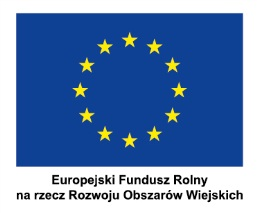 Europejski Fundusz Rolny
na rzecz Rozwoju Obszarów Wiejskich